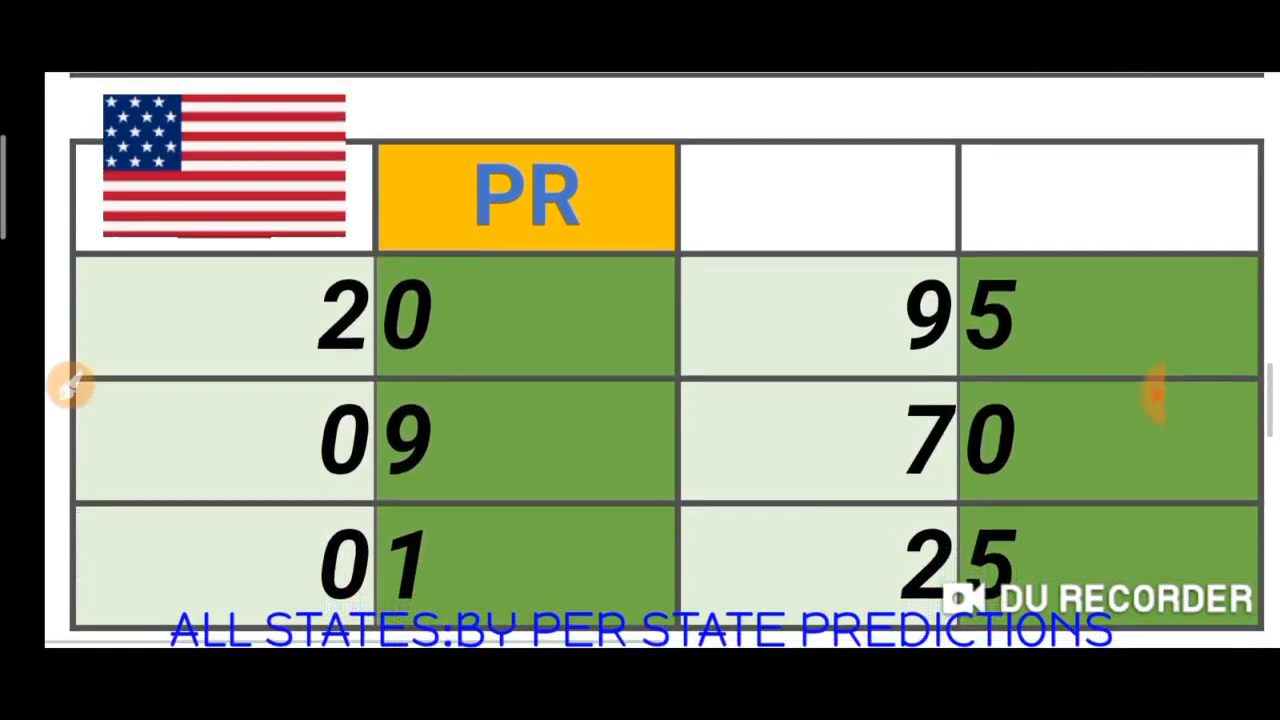 PR
20 95
09 70
01 25
DU RECORDER
ALL STATES:BY PER STATE PREDICTIONS